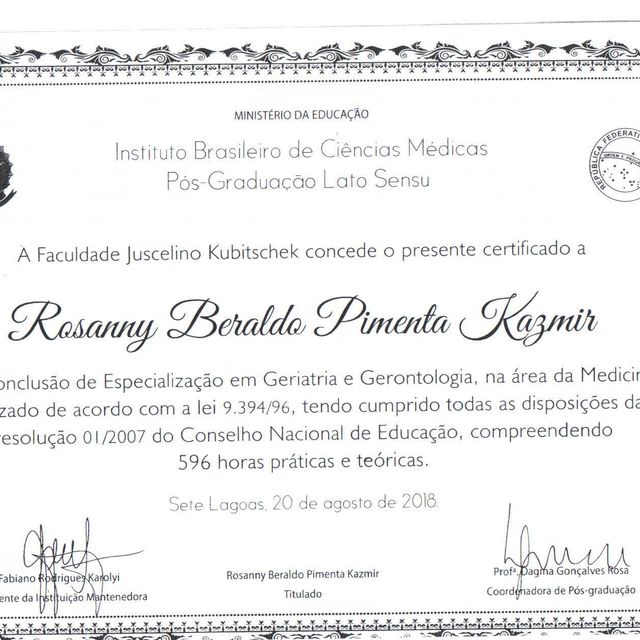 MINISTÉRIO DA EDUCAÇÃO
Instituto Brasileiro de Ciências Médicas
Pós-Graduação Lato Sensu
REPÚBLICA FEDERATIV
ORDEM E
A Faculdade Juscelino Kubitschek concede o presente certificado a
Rosanny Beraldo Pimenta Kazmir
onclusão de Especialização em Geriatria e Gerontologia, na área da Medicin
zado de acordo com a lei 9.394/96, tendo cumprido todas as disposições da
resolução 01/2007 do Conselho Nacional de Educação, compreendendo
596 horas práticas e teóricas.
Sete Lagoas, 20 de agosto de 2018.
Fabiano Rodrigues Karolyi
ente da Instituição Mantenedora
Rosanny Beraldo Pimenta Kazmir
Titulado
Profª. Dagma Gonçalves Rosa
Coordenadora de Pós-graduação